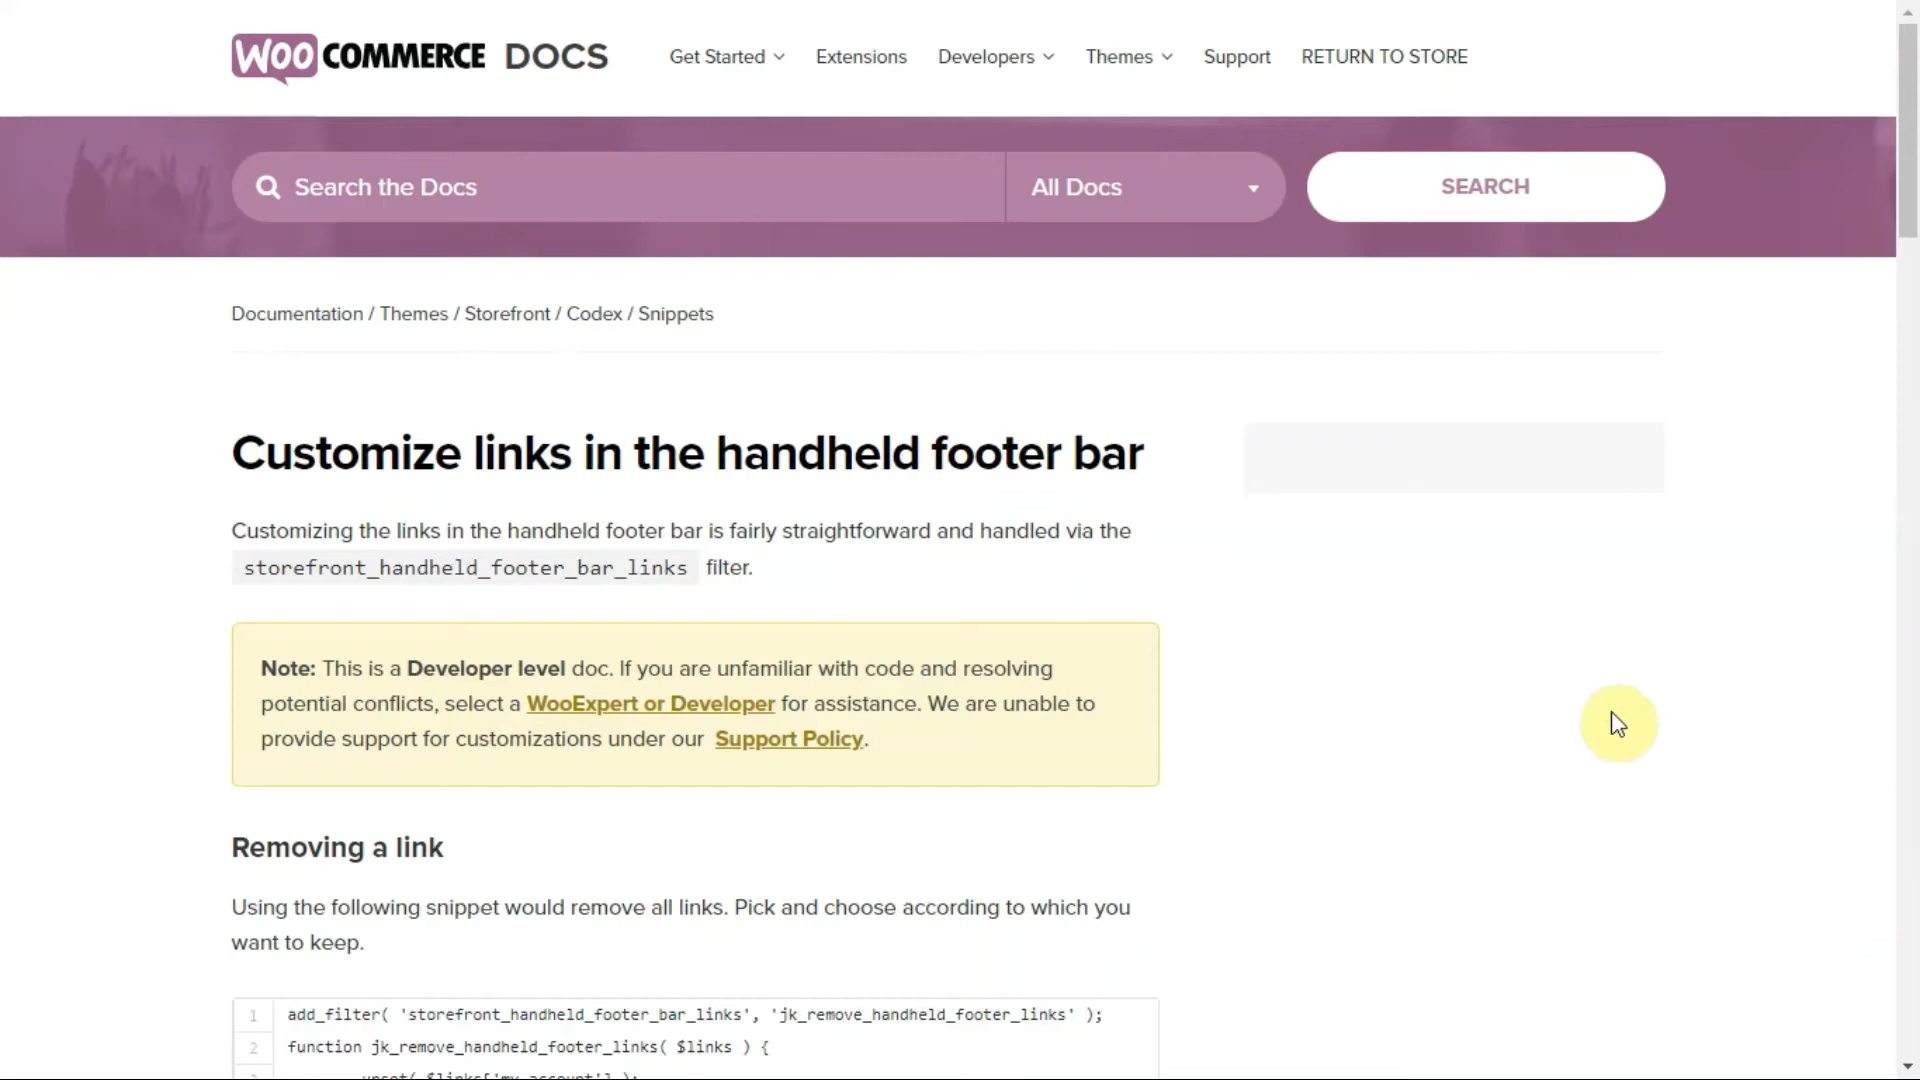 WOO COMMERCE DOCS Get Started Extensions Developers Themes Support RETURN TO STORE
Search the Docs All Docs SEARCH
Documentation / Themes / Storefront / Codex / Snippets
Customize links in the handheld footer bar
Customizing the links in the handheld footer bar is fairly straightforward and handled via the
storefront_handheld_footer_bar_links filter.
Note: This is a Developer level doc. If you are unfamiliar with code and resolving
potential conflicts, select a WooExpert or Developer for assistance. We are unable to
provide support for customizations under our Support Policy.
Removing a link
Using the following snippet would remove all links. Pick and choose according to which you
want to keep.
1 add_filter( 'storefront_handheld_footer_bar_links', 'jk_remove_handheld_footer_links' );
2 function jk_remove_handheld_footer_links( $links ) {
unset( $links['my-account'] );